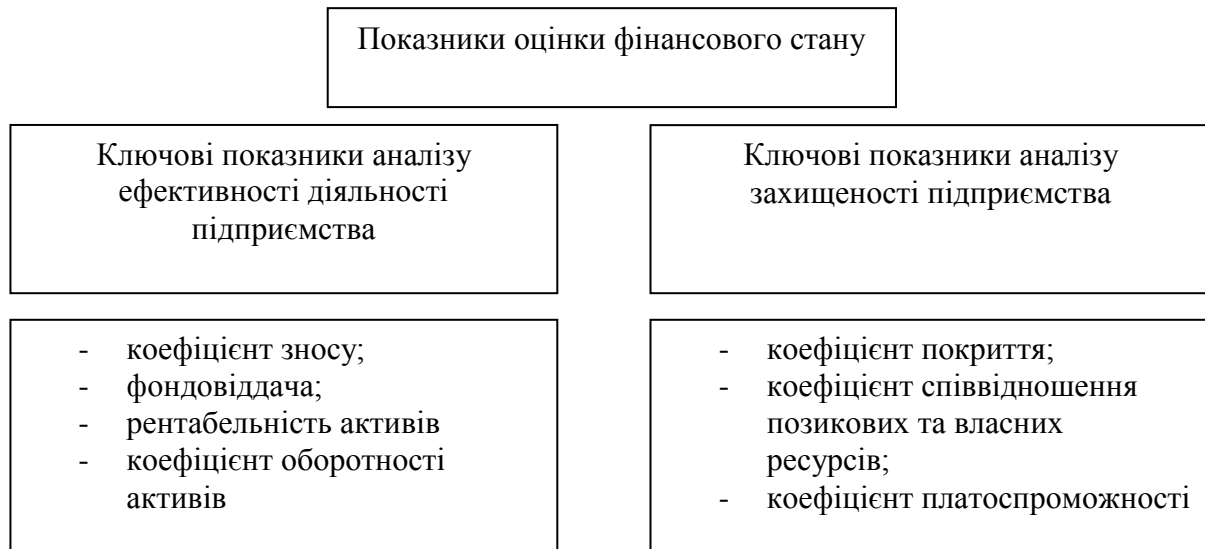 Показники оцінки фінансового стану
Ключові показники аналізу
ефективності діяльності
підприємства
Ключові показники аналізу
захищеності підприємства
- коефіцієнт зносу;
- фондовіддача;
- рентабельність активів
- коефіцієнт оборотності
активів
- коефіцієнт покриття;
- коефіцієнт співвідношення
позикових та власних
ресурсів;
- коефіцієнт платоспроможності